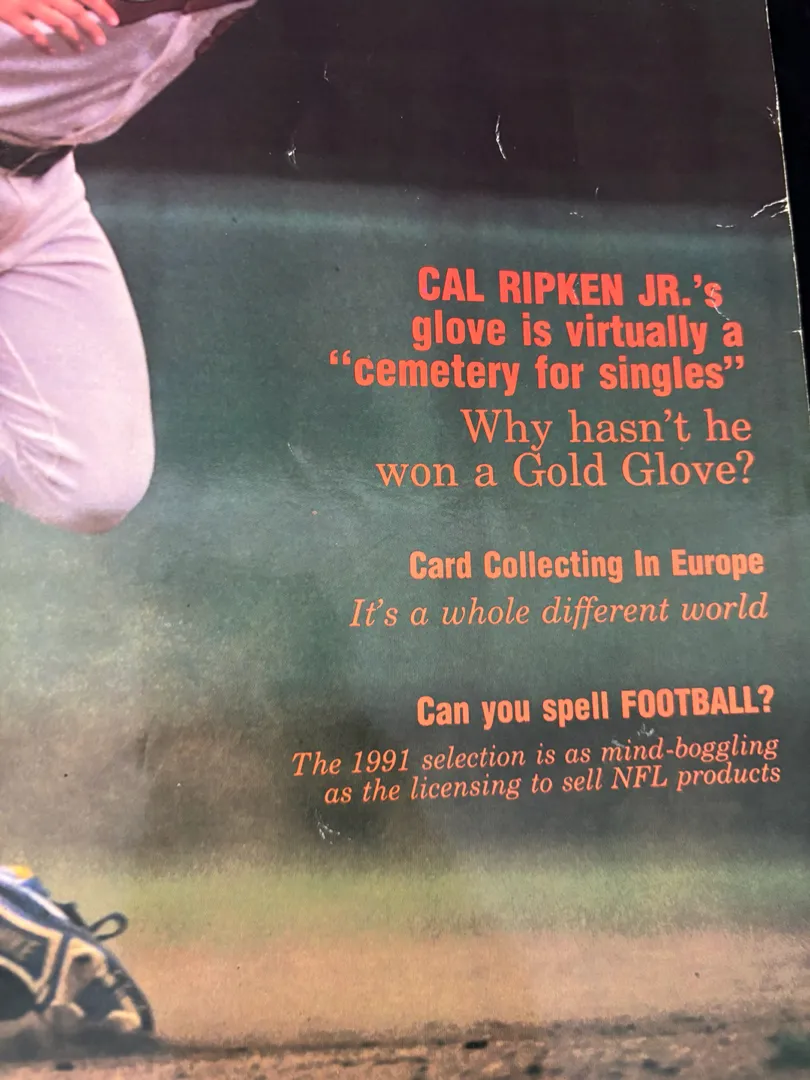 CAL RIPKEN JR.'s
glove is virtually a
“cemetery for singles”
Why hasn't he
won a Gold Glove?
Card Collecting In Europe
It's a whole different world
Can you spell FOOTBALL?
The 1991 selection is as mind-boggling
as the licensing to sell NFL products